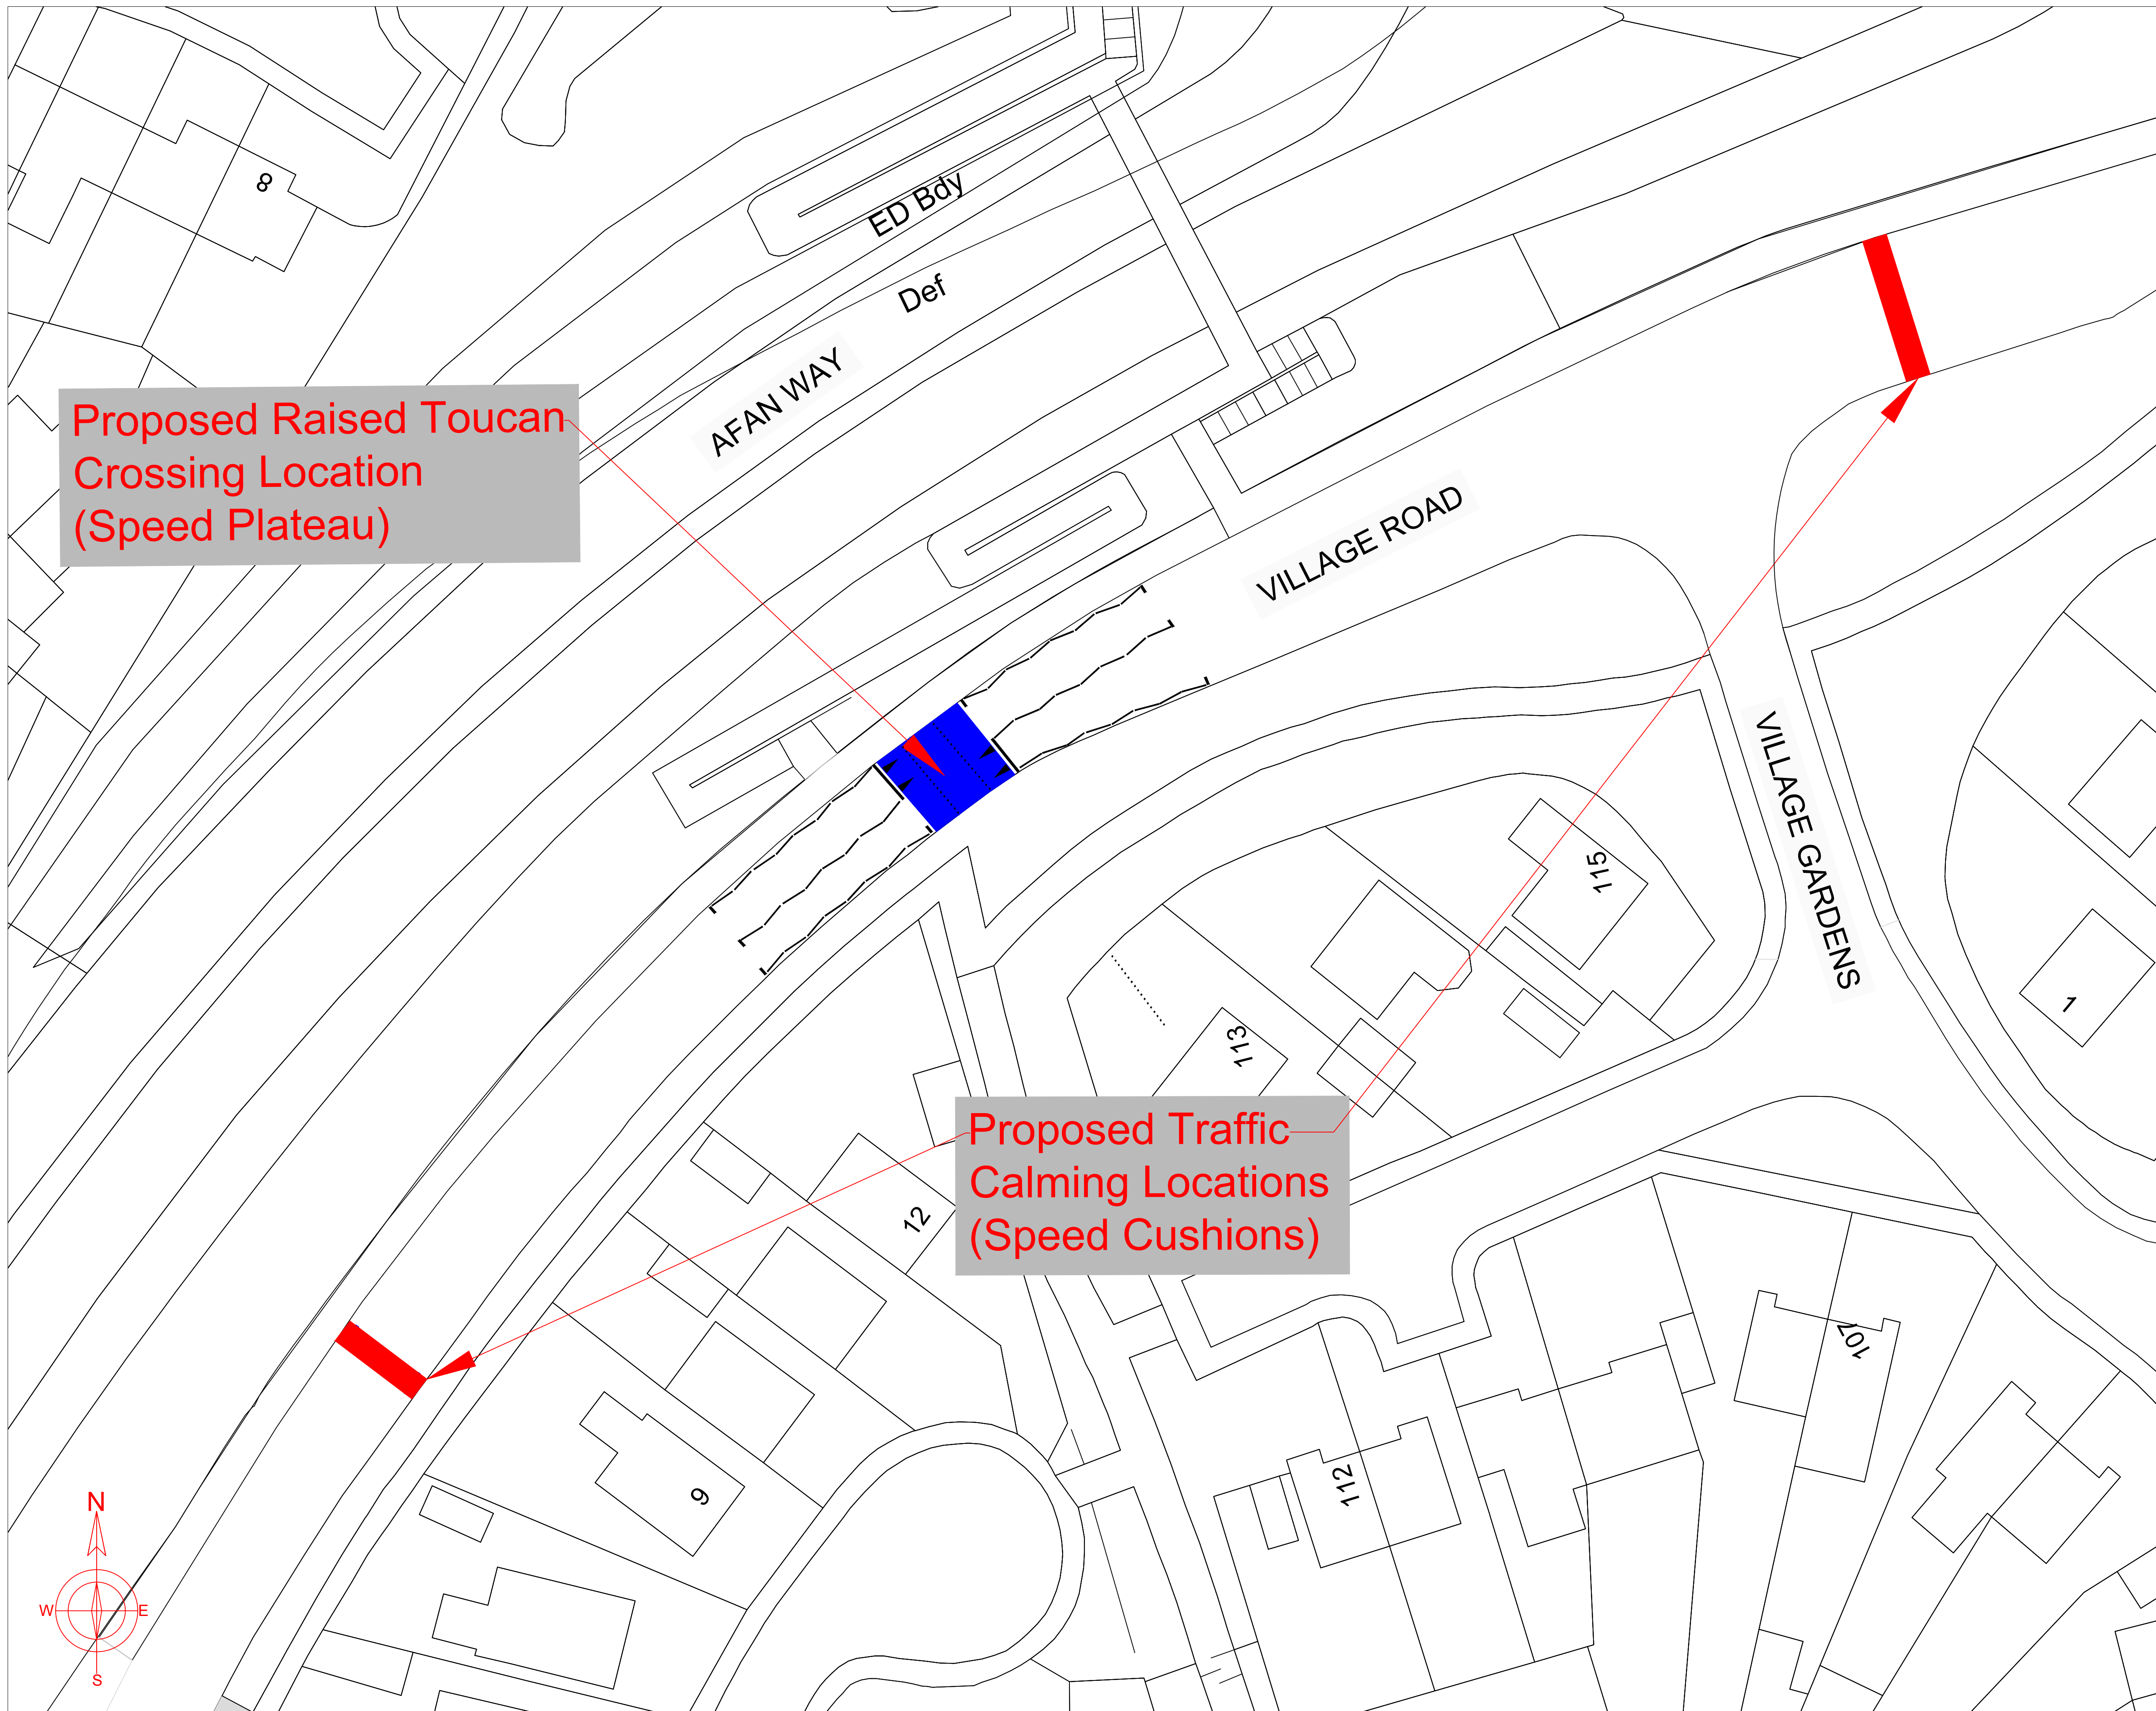 8
ED Bdy
Def
AFAN WAY
Proposed Raised Toucan
Crossing Location
(Speed Plateau)
VILLAGE ROAD
VILLAGE GARDENS
115
1
113
Proposed Traffic
Calming Locations
(Speed Cushions)
12
107
9
112
N
W
E
S